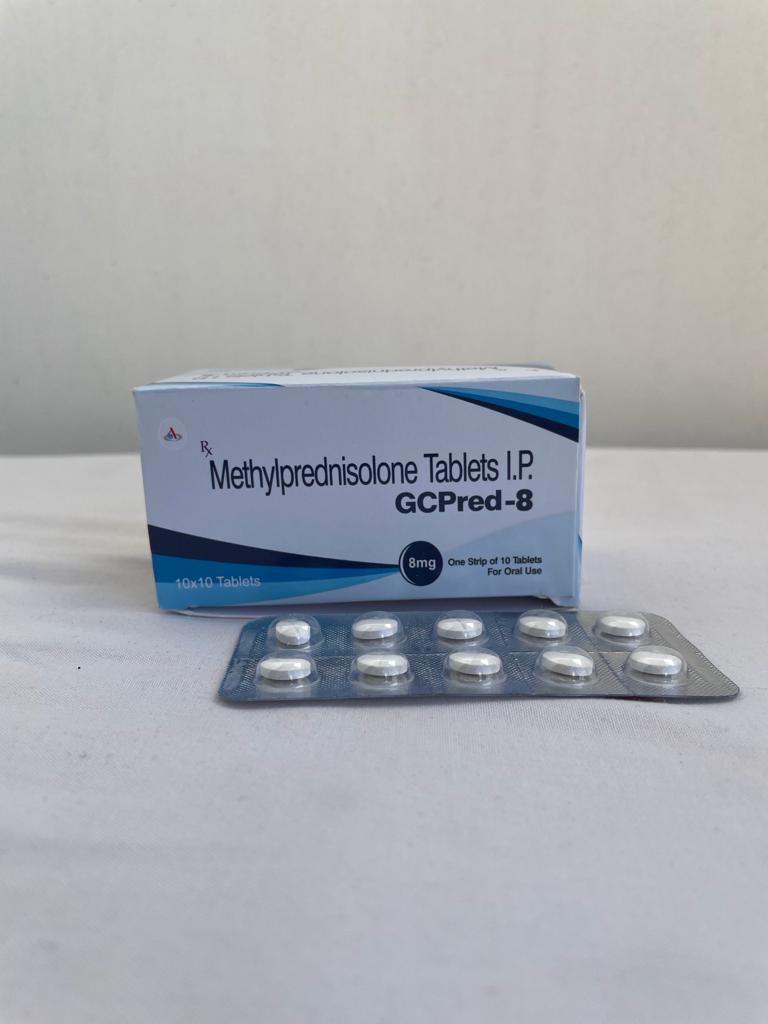 Rx
Methylprednisolone Tablets I.P.
GCPred-8
8mg
One Strip of 10 Tablets
For Oral Use
10x10 Tablets